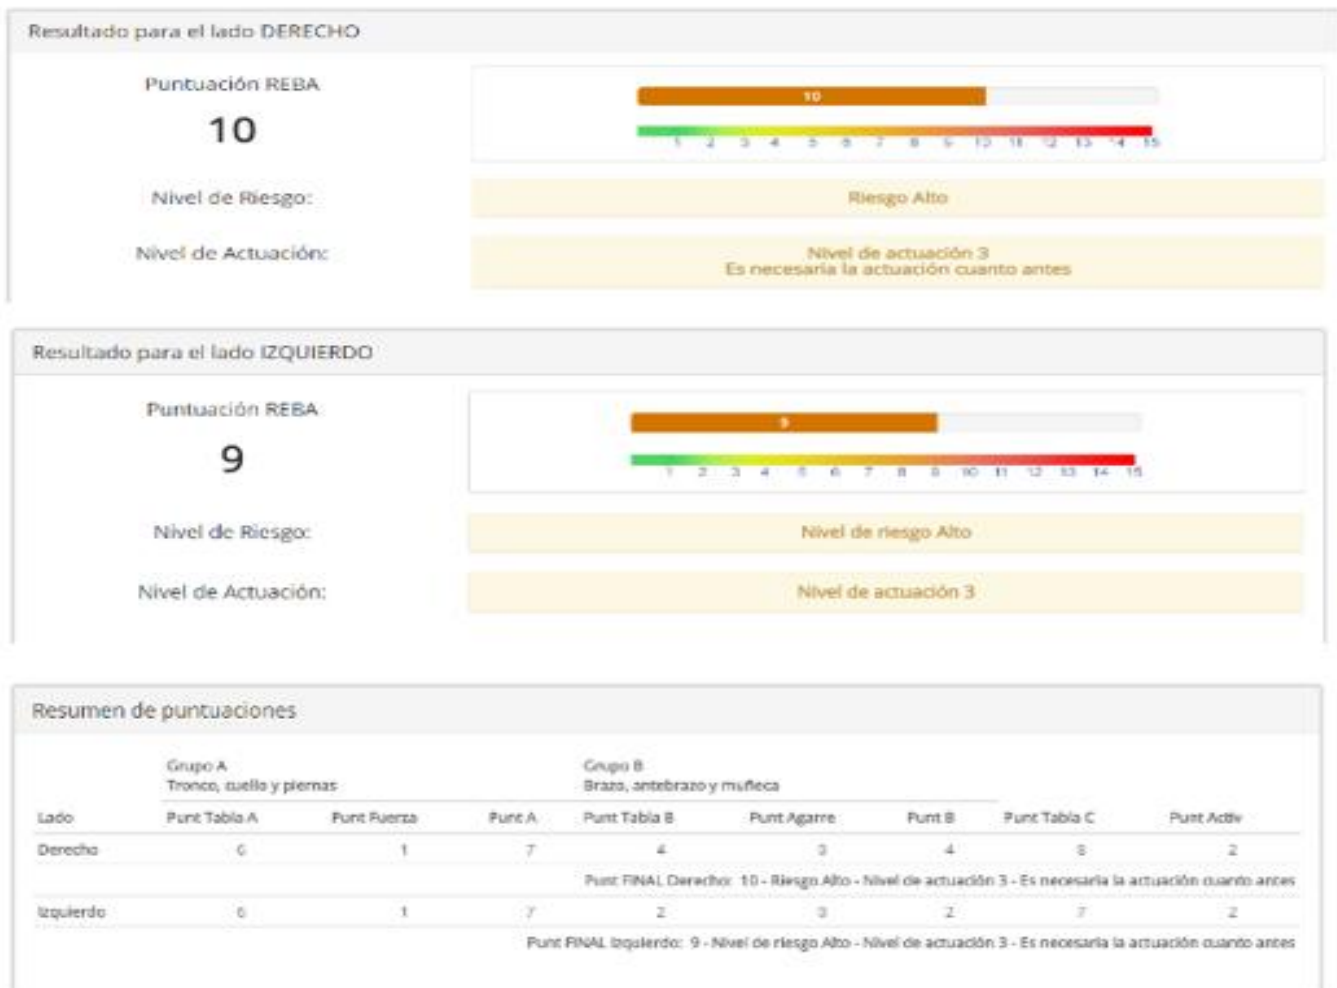 Resultado para el lado DERECHO
Puntuación REBA
10
10
1 2 3 4 5 6 7 8 9 10 11 12 13 14 15
Nivel de Riesgo:
Riesgo Alto
Nivel de Actuación:
Nivel de actuación 3
Es necesaria la actuación cuanto antes
Resultado para el lado IZQUIERDO
Puntuación REBA
9
9
1 2 3 4 5 6 7 8 9 10 11 12 13 14 15
Nivel de Riesgo:
Nivel de riesgo Alto
Nivel de Actuación:
Nivel de actuación 3
Resumen de puntuaciones
Grupo A Grupo B
Tronco, cuello y piernas Brazo, antebrazo y muñeca
Lado Punt Tabla A Punt Fuerza Punt A Punt Tabla B Punt Agarre Punt B Punt Tabla C Punt Activ
Derecho 6 1 7 4 0 4 8 2
Punt FINAL Derecho: 10 - Riesgo Alto - Nivel de actuación 3 - Es necesaria la actuación cuanto antes
Izquierdo 6 1 7 2 0 2 7 2
Punt FINAL Izquierdo: 9 - Nivel de riesgo Alto - Nivel de actuación 3 - Es necesaria la actuación cuanto antes